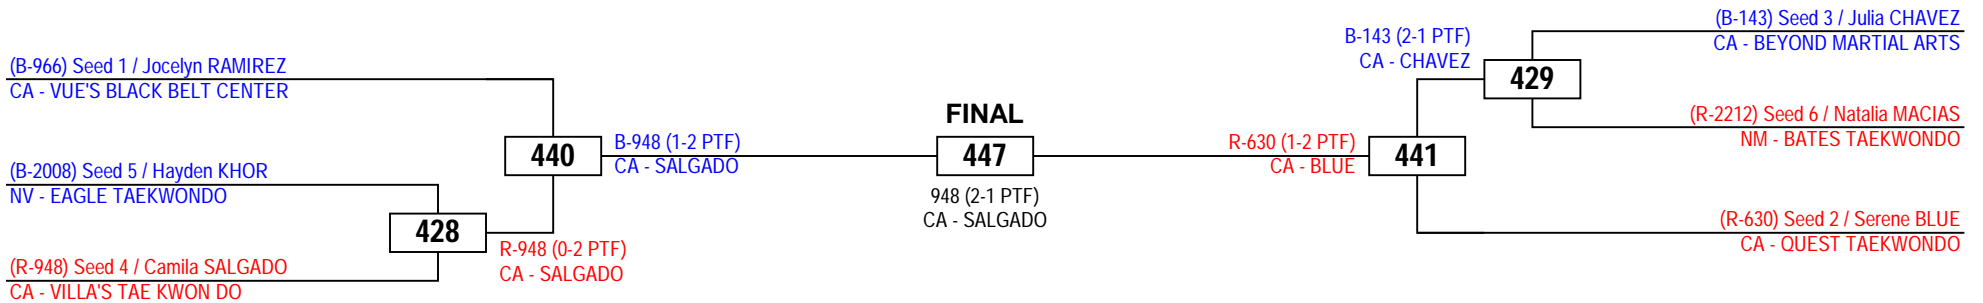 (B-966) Seed 1 / Jocelyn RAMIREZ
CA - VUE'S BLACK BELT CENTER
(B-2008) Seed 5 / Hayden KHOR
NV - EAGLE TAEKWONDO
428
(R-948) Seed 4 / Camila SALGADO
CA - VILLA'S TAE KWON DO
R-948 (0-2 PTF)
CA - SALGADO
440
B-948 (1-2 PTF)
CA - SALGADO
FINAL
447
948 (2-1 PTF)
CA - SALGADO
R-630 (1-2 PTF)
CA - BLUE
441
B-143 (2-1 PTF)
CA - CHAVEZ
429
(B-143) Seed 3 / Julia CHAVEZ
CA - BEYOND MARTIAL ARTS
(R-2212) Seed 6 / Natalia MACIAS
NM - BATES TAEKWONDO
(R-630) Seed 2 / Serene BLUE
CA - QUEST TAEKWONDO